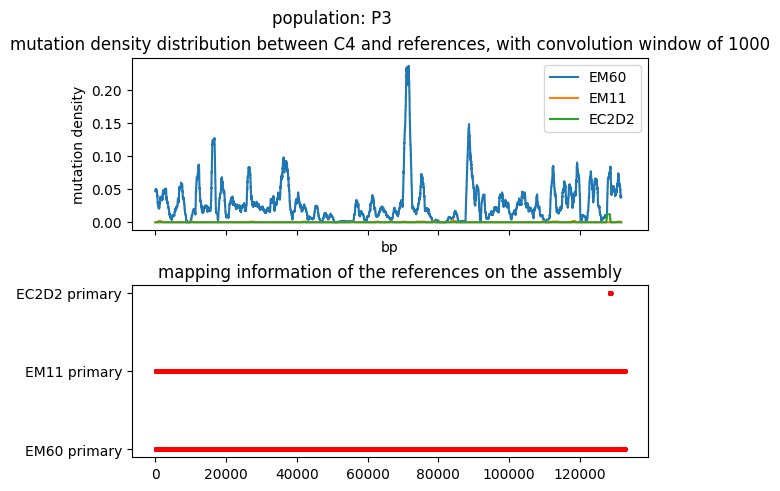 population: P3
mutation density distribution between C4 and references, with convolution window of 1000
mutation density
0.20
0.15
0.10
0.05
0.00
EM60
EM11
EC2D2
bp
mapping information of the references on the assembly
EC2D2 primary
EM11 primary
EM60 primary
0 20000 40000 60000 80000 100000 120000